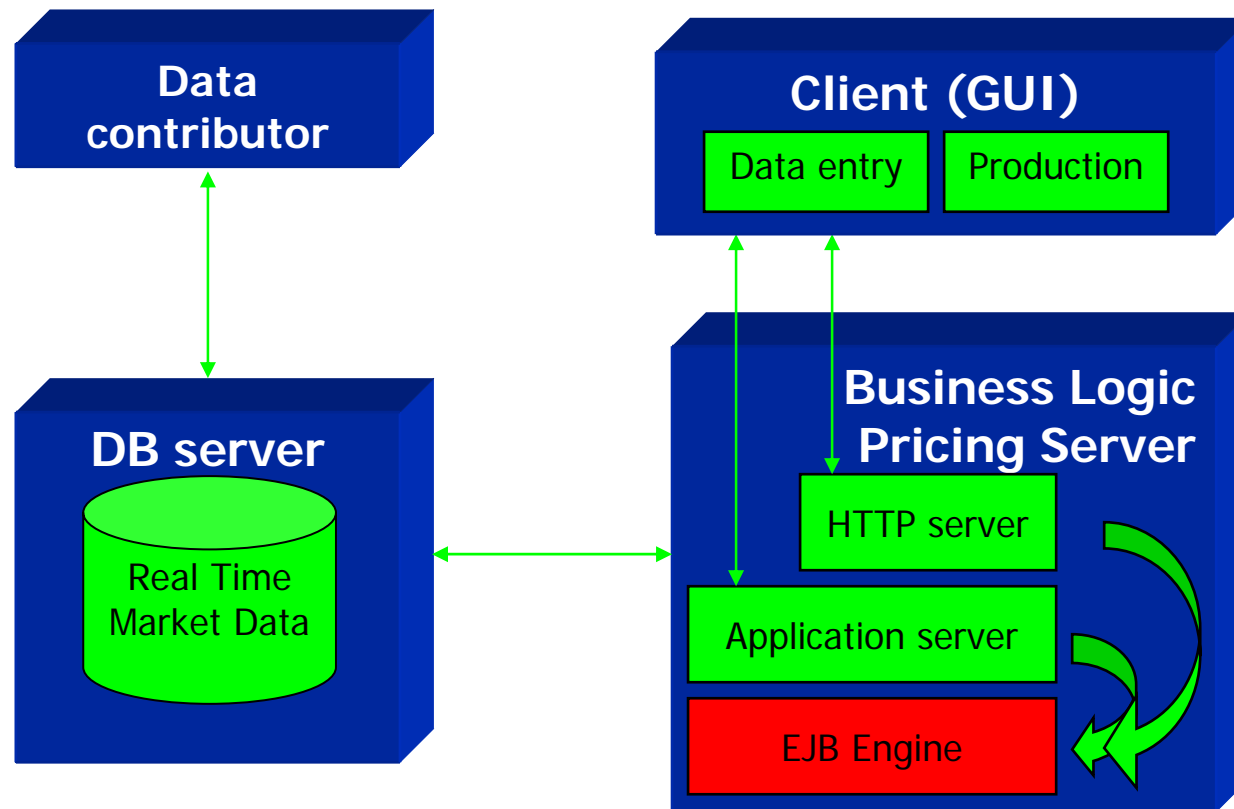 Data
contributor
Client (GUI)
Data entry
Production
DB server
Real Time
Market Data
Business Logic
Pricing Server
HTTP server
Application server
EJB Engine